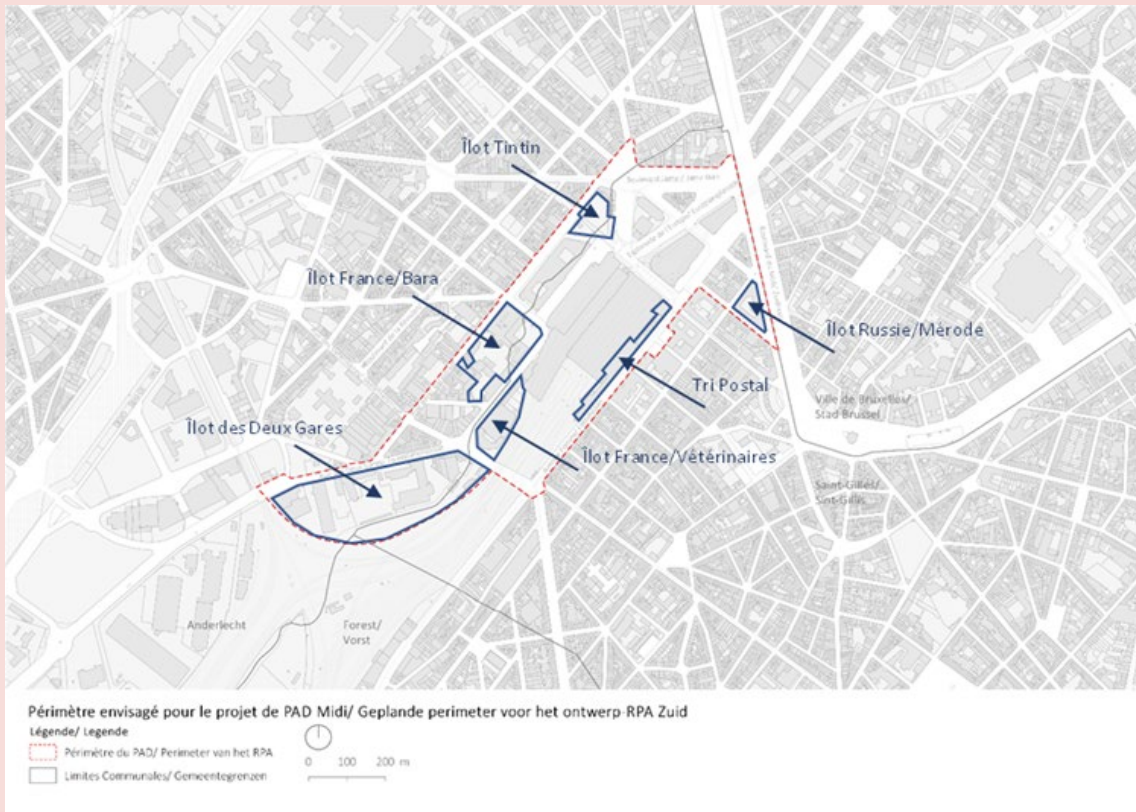 Îlot Tintin
Îlot France/Bara
Îlot Russie/Mérode
Tri Postal
Îlot des Deux Gares
Îlot France/Vétérinaires
Ville de Bruxelles/
Stad Brussel
Saint-Gilles/
Sint-Gillis
Anderlecht
Forest/
Vorst
Périmètre envisagé pour le projet de PAD Midi/ Geplande perimeter voor het ontwerp-RPA Zuid
Légende/ Legende
Périmètre du PAD/ Perimeter van het RPA
Limites Communales/ Gemeentegrenzen
0 100 200 m